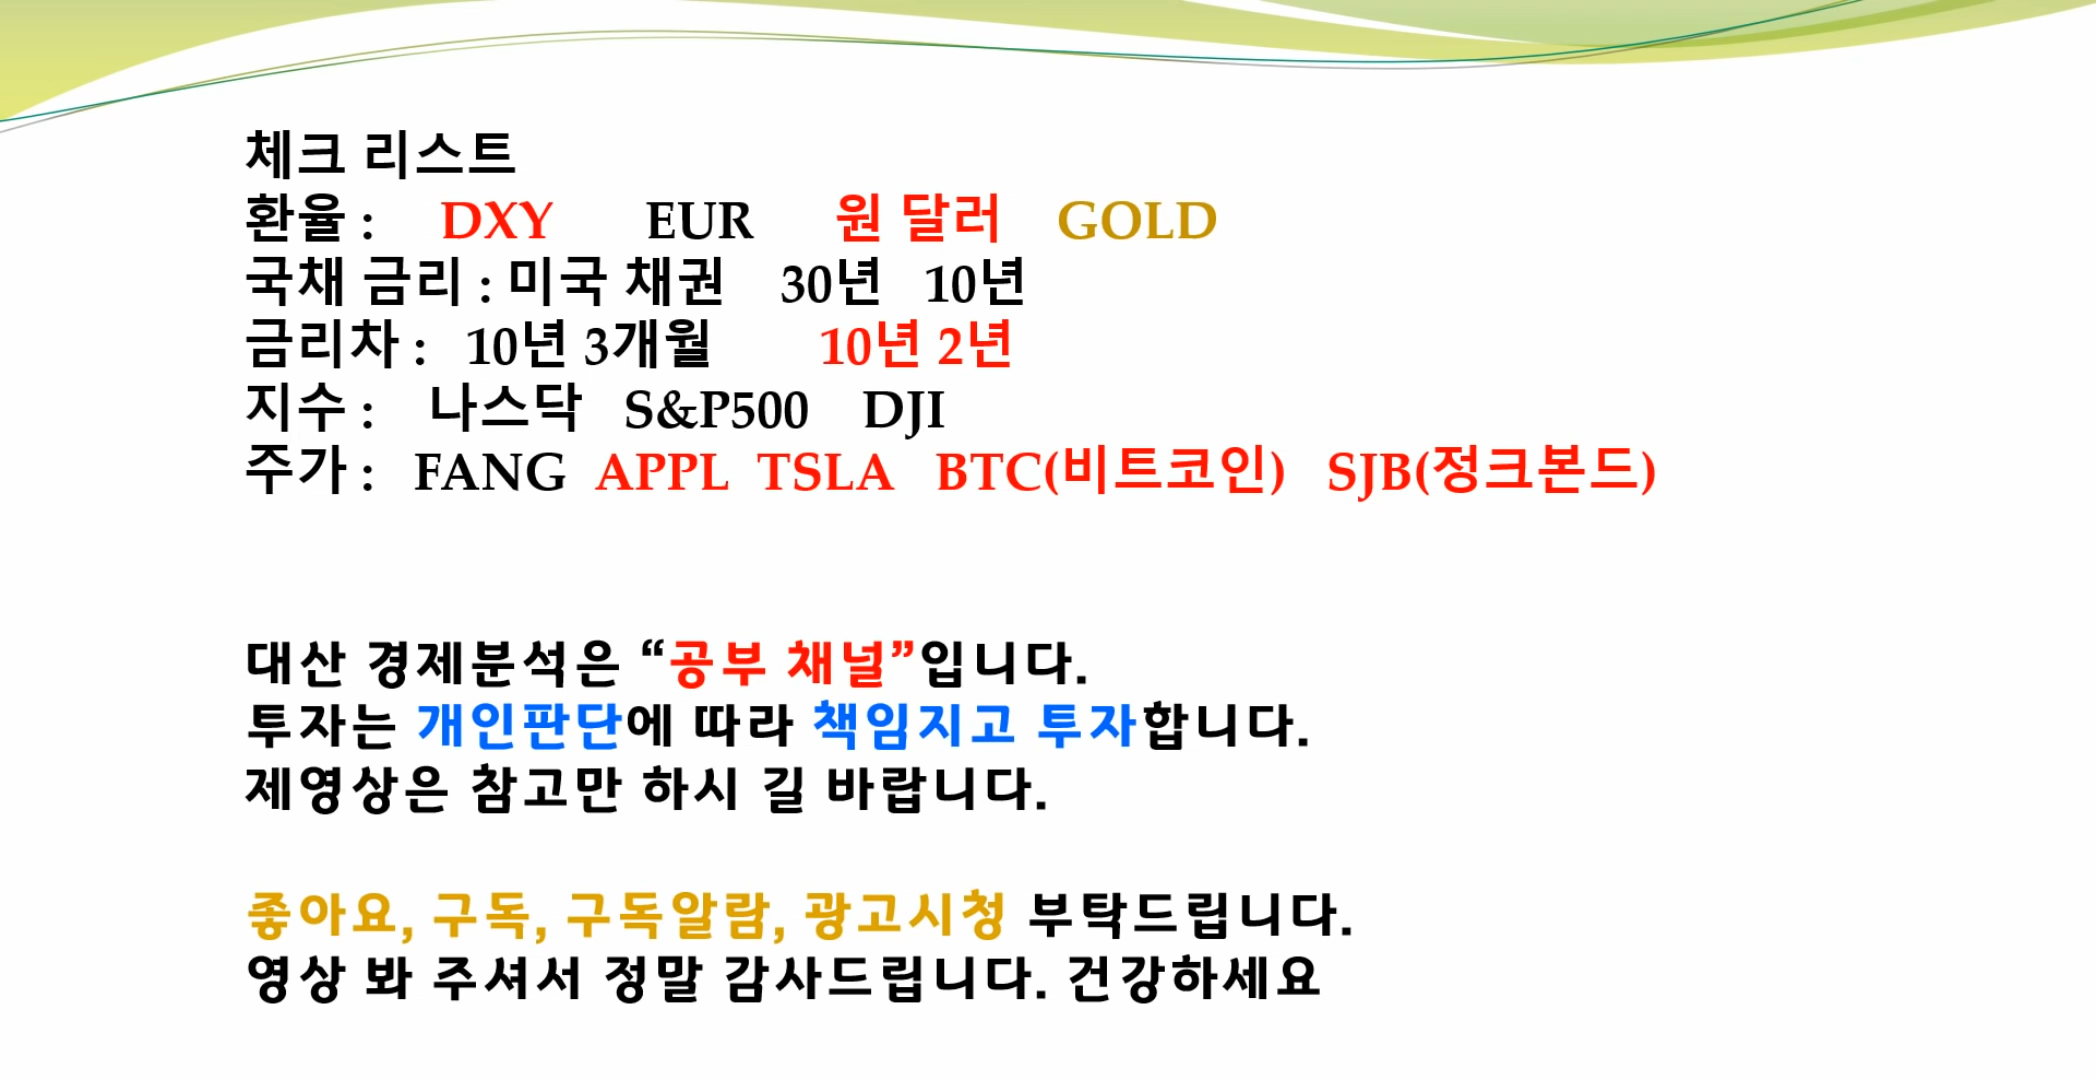 체크 리스트
환율 : DXY EUR 원 달러 GOLD
국채 금리 : 미국 채권 30년 10년
금리차 : 10년 3개월 10년 2년
지수 : 나스닥 S&P500 DJI
주가 : FANG APPL TSLA BTC(비트코인) SJB(정크본드)
대산 경제분석은 “공부 채널”입니다.
투자는 개인판단에 따라 책임지고 투자합니다.
제영상은 참고만 하시 길 바랍니다.
좋아요, 구독, 구독알람, 광고시청 부탁드립니다.
영상 봐 주셔서 정말 감사드립니다. 건강하세요